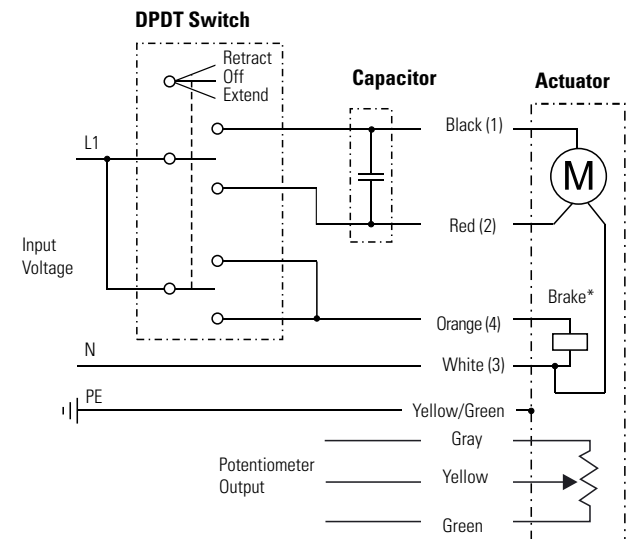 DPDT Switch
Retract
Off
Extend
Capacitor
Actuator
L1
Black (1)
M
Red (2)
Input
Voltage
Brake*
Orange (4)
N
White (3)
PE
Yellow/Green
Gray
Potentiometer
Output
Yellow
Green